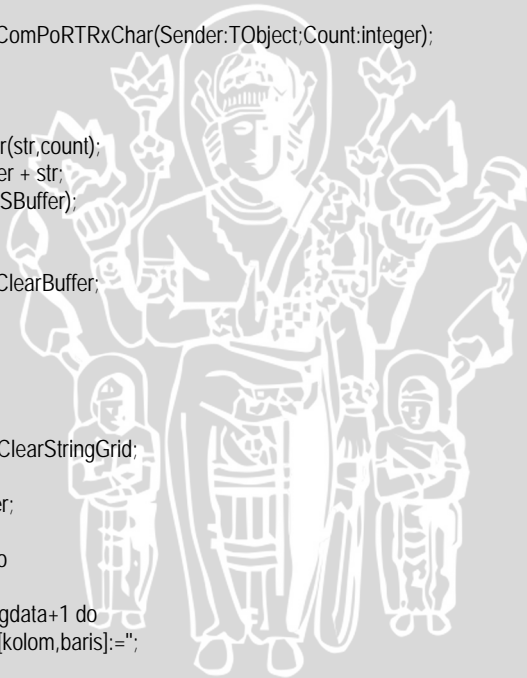 ComPoRTRxChar(Sender:TObject;Count:integer);
r(str,count);
er + str;
SBuffer);
ClearBuffer;
ClearStringGrid;
er;
o
gdata+1 do
[kolom,baris]:='';